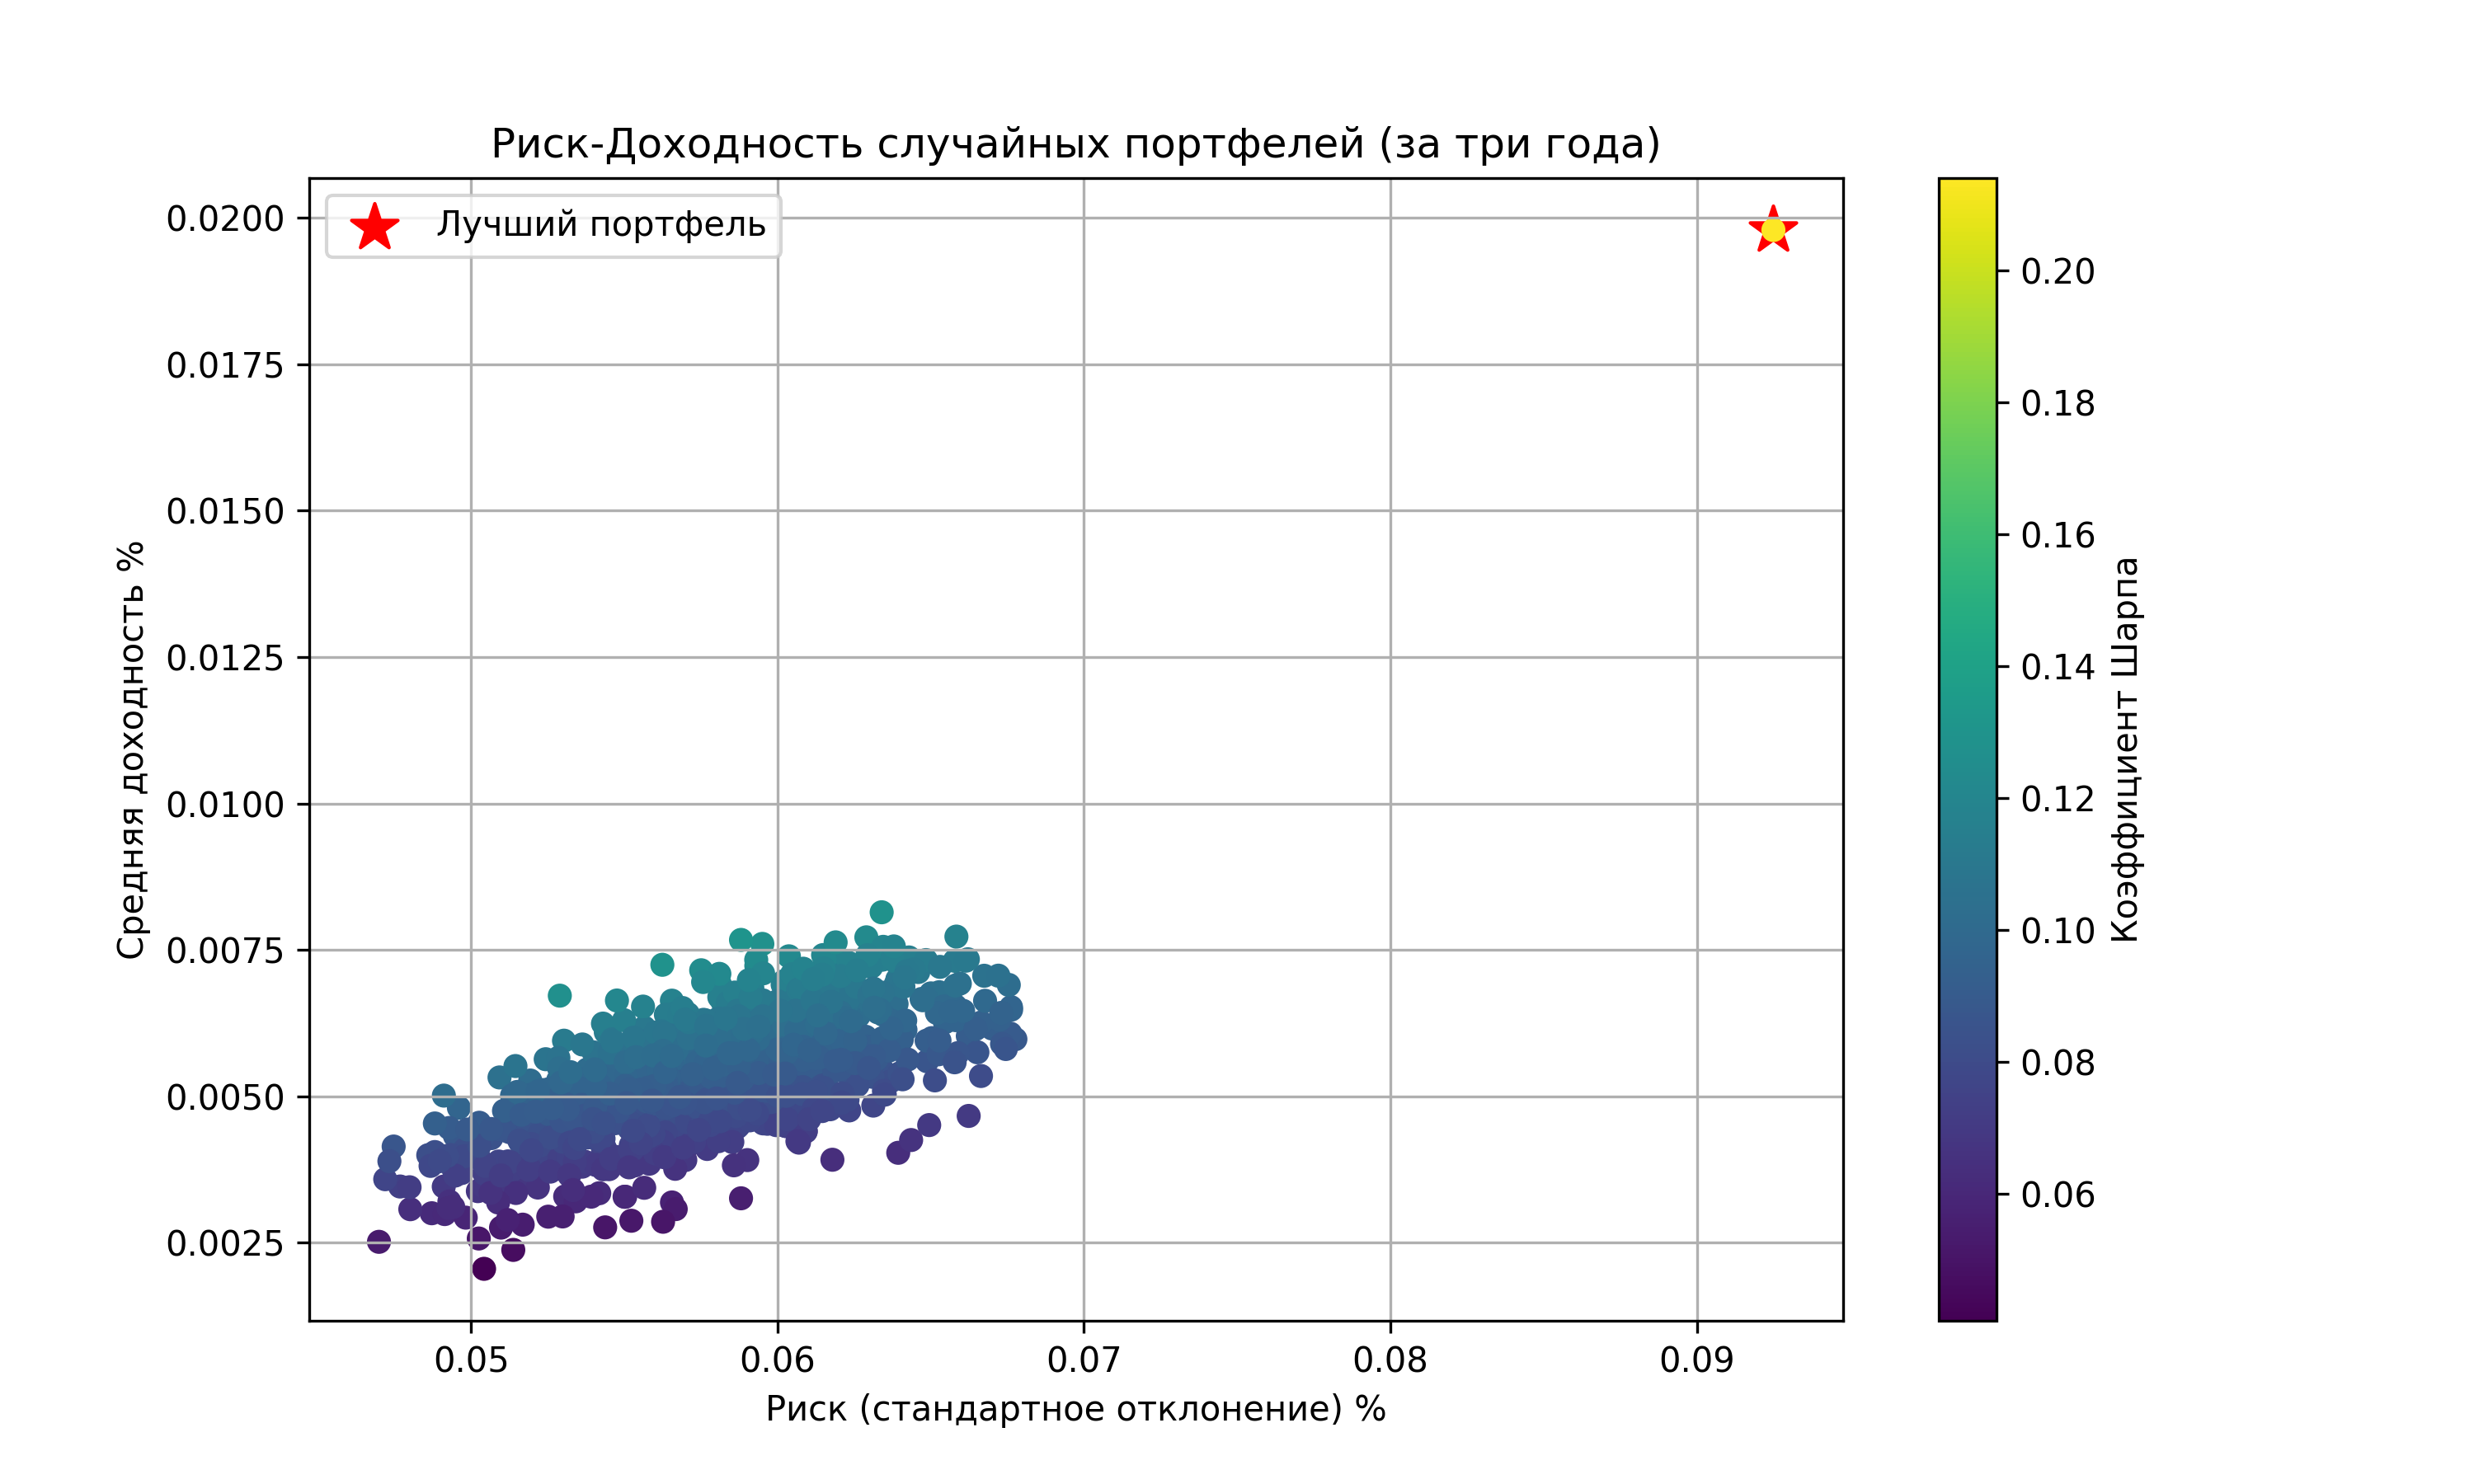 Риск-Доходность случайных портфелей (за три года)
Лучший портфель
Средняя доходность %
0.0200
0.0175
0.0150
0.0125
0.0100
0.0075
0.0050
0.0025
0.05 0.06 0.07 0.08 0.09
Риск (стандартное отклонение) %
0.20
0.18
0.16
0.14
0.12
0.10
0.08
0.06
Коэффициент Шарпа